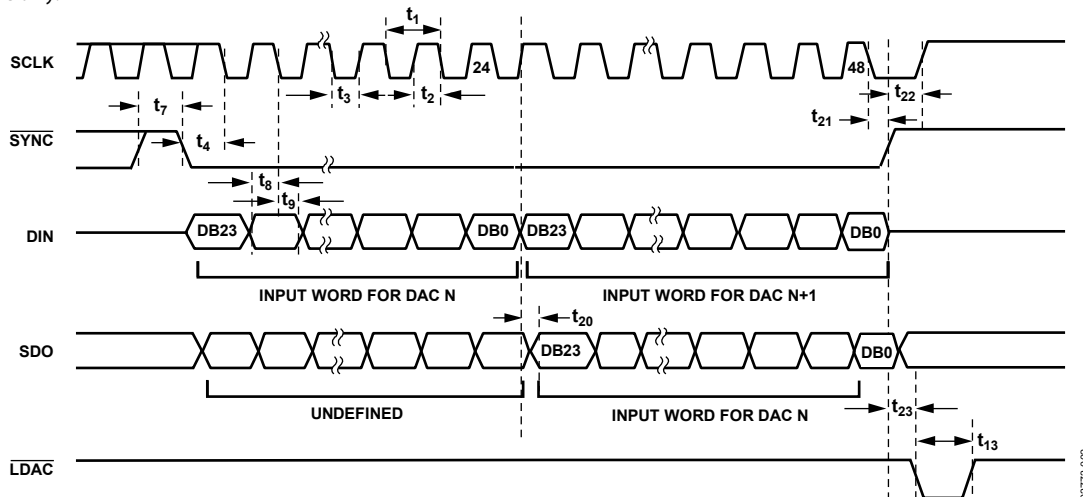 t1
SCLK
24
48
t3
t2
t22
t7
t21
SYNC
t4
t8
t9
DIN
DB23
DB0
DB23
DB0
INPUT WORD FOR DAC N
INPUT WORD FOR DAC N+1
t20
SDO
DB23
DB0
UNDEFINED
INPUT WORD FOR DAC N
t23
t13
LDAC